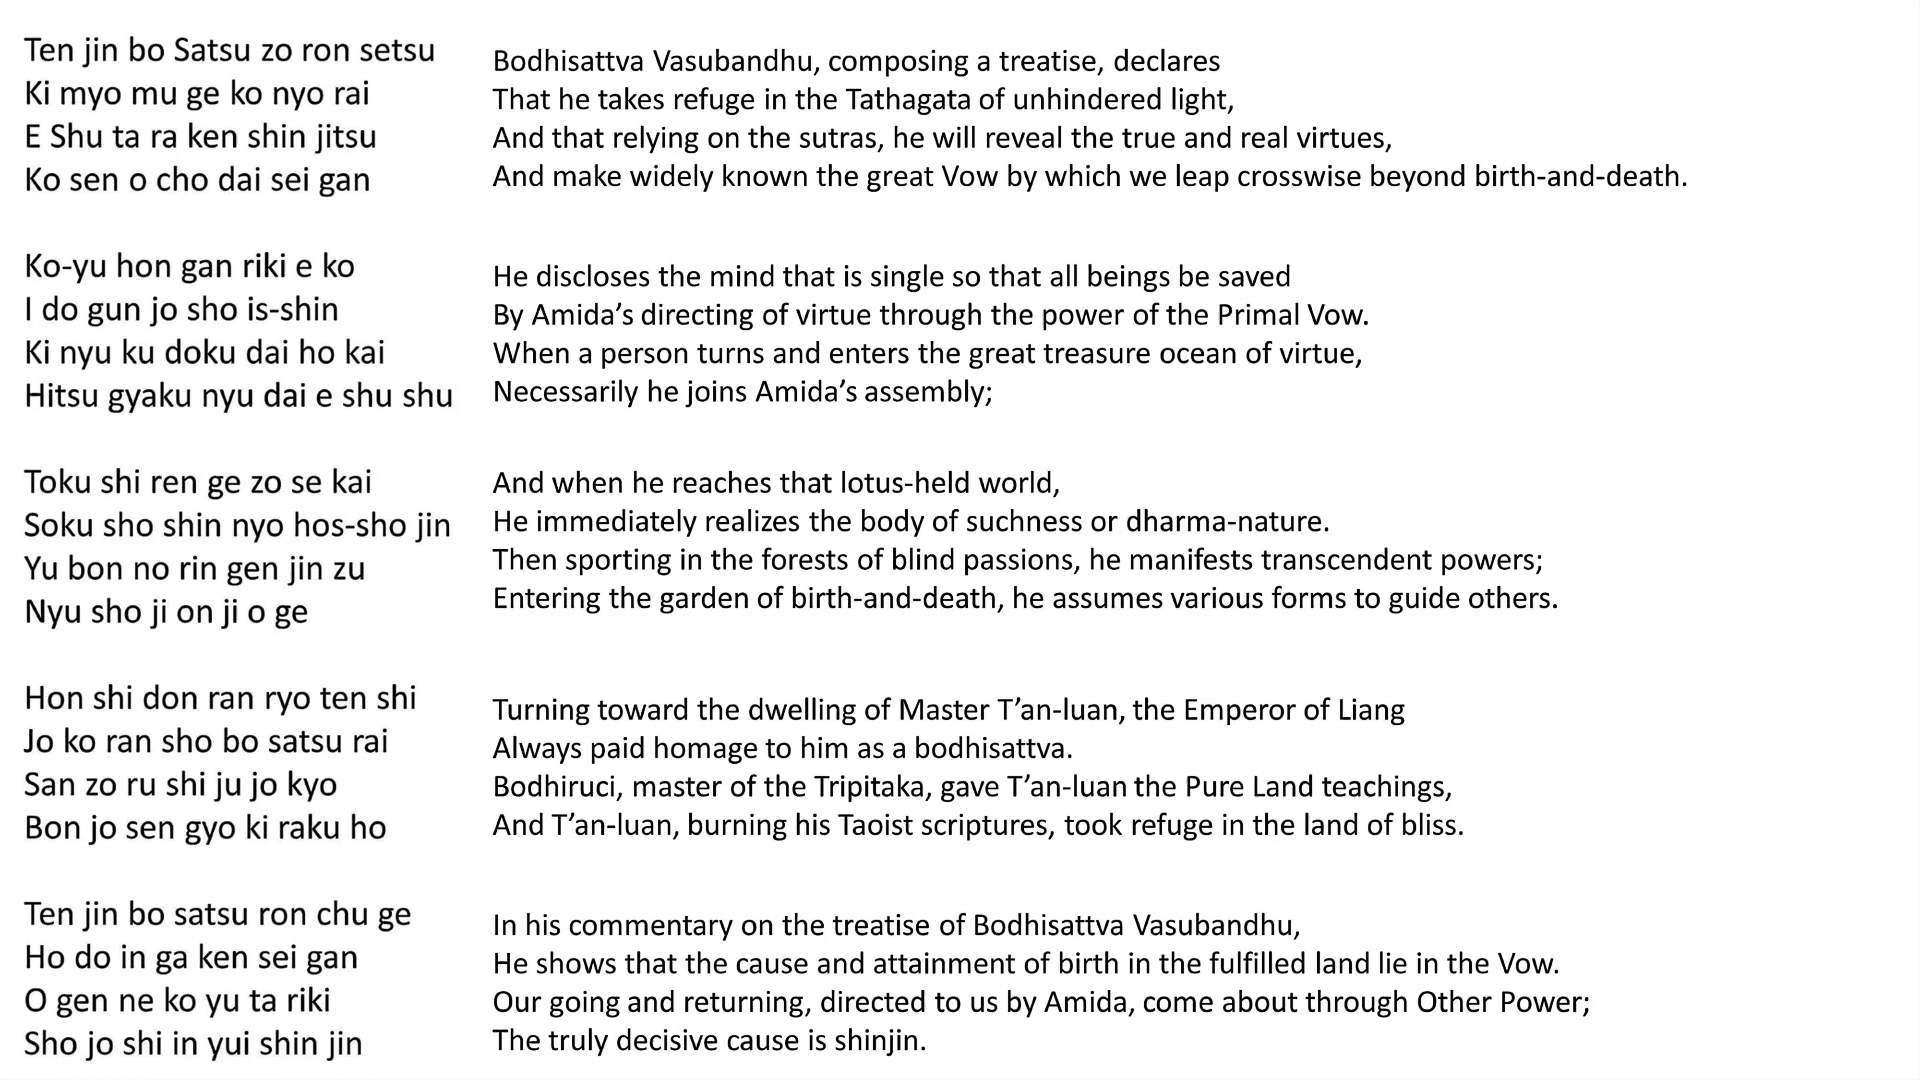 Ten jin bo Satsu zo ron setsu
Ki myo mu ge ko nyo rai
E Shu ta ra ken shin jitsu
Ko sen o cho dai sei gan
Bodhisattva Vasubandhu, composing a treatise, declares
That he takes refuge in the Tathagata of unhindered light,
And that relying on the sutras, he will reveal the true and real virtues,
And make widely known the great Vow by which we leap crosswise beyond birth-and-death.
Ko-yu hon gan riki e ko
I do gun jo sho is-shin
Ki nyu ku doku dai ho kai
Hitsu gyaku nyu dai e shu shu
He discloses the mind that is single so that all beings be saved
By Amida’s directing of virtue through the power of the Primal Vow.
When a person turns and enters the great treasure ocean of virtue,
Necessarily he joins Amida’s assembly;
Toku shi ren ge zo se kai
Soku sho shin nyo hos-sho jin
Yu bon no rin gen jin zu
Nyu sho ji on ji o ge
And when he reaches that lotus-held world,
He immediately realizes the body of suchness or dharma-nature.
Then sporting in the forests of blind passions, he manifests transcendent powers;
Entering the garden of birth-and-death, he assumes various forms to guide others.
Hon shi don ran ryo ten shi
Jo ko ran sho bo satsu rai
San zo ru shi ju jo kyo
Bon jo sen gyo ki raku ho
Turning toward the dwelling of Master T’an-luan, the Emperor of Liang
Always paid homage to him as a bodhisattva.
Bodhiruci, master of the Tripitaka, gave T’an-luan the Pure Land teachings,
And T’an-luan, burning his Taoist scriptures, took refuge in the land of bliss.
Ten jin bo satsu ron chu ge
Ho do in ga ken sei gan
O gen ne ko yu ta riki
Sho jo shi in yui shin jin
In his commentary on the treatise of Bodhisattva Vasubandhu,
He shows that the cause and attainment of birth in the fulfilled land lie in the Vow.
Our going and returning, directed to us by Amida, come about through Other Power;
The truly decisive cause is shinjin.